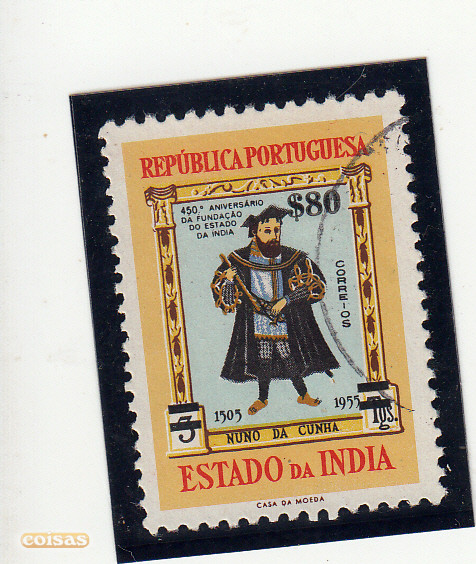 REPÚBLICA PORTUGUESA
450.º ANIVERSÁRIO
DA FUNDAÇÃO
DO ESTADO
DA INDIA
$80
CORREIOS
1505 1955
3 Tgs.
NUNO DA CUNHA
ESTADO DA INDIA
CASA DA MOEDA
coisas